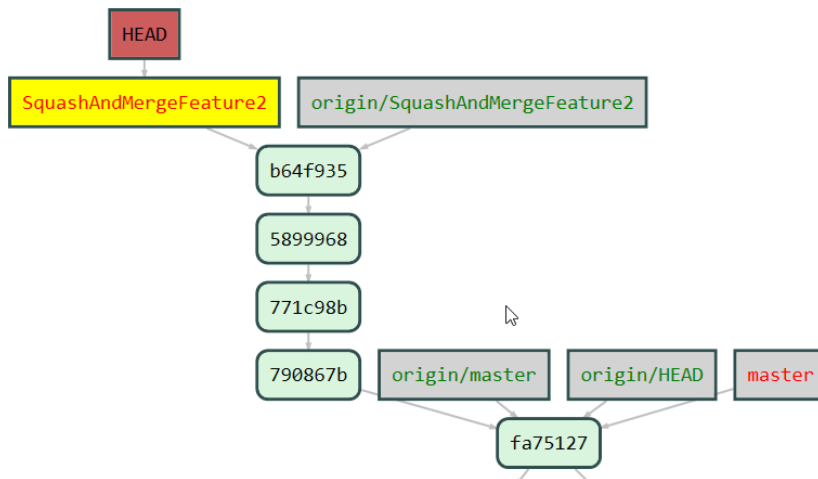 HEAD
SquashAndMergeFeature2
origin/SquashAndMergeFeature2
b64f935
5899968
771c98b
790867b
origin/master
origin/HEAD
master
fa75127